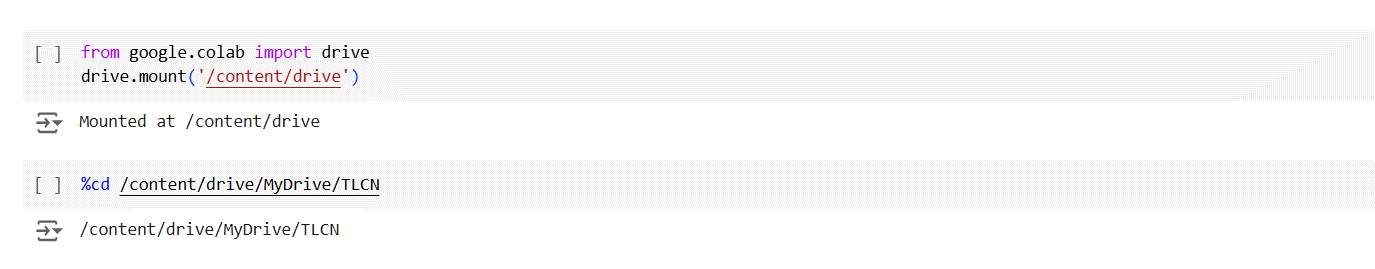 [ ] from google.colab import drive
drive.mount('/content/drive')
Mounted at /content/drive
[ ] %cd /content/drive/MyDrive/TLCN
/content/drive/MyDrive/TLCN